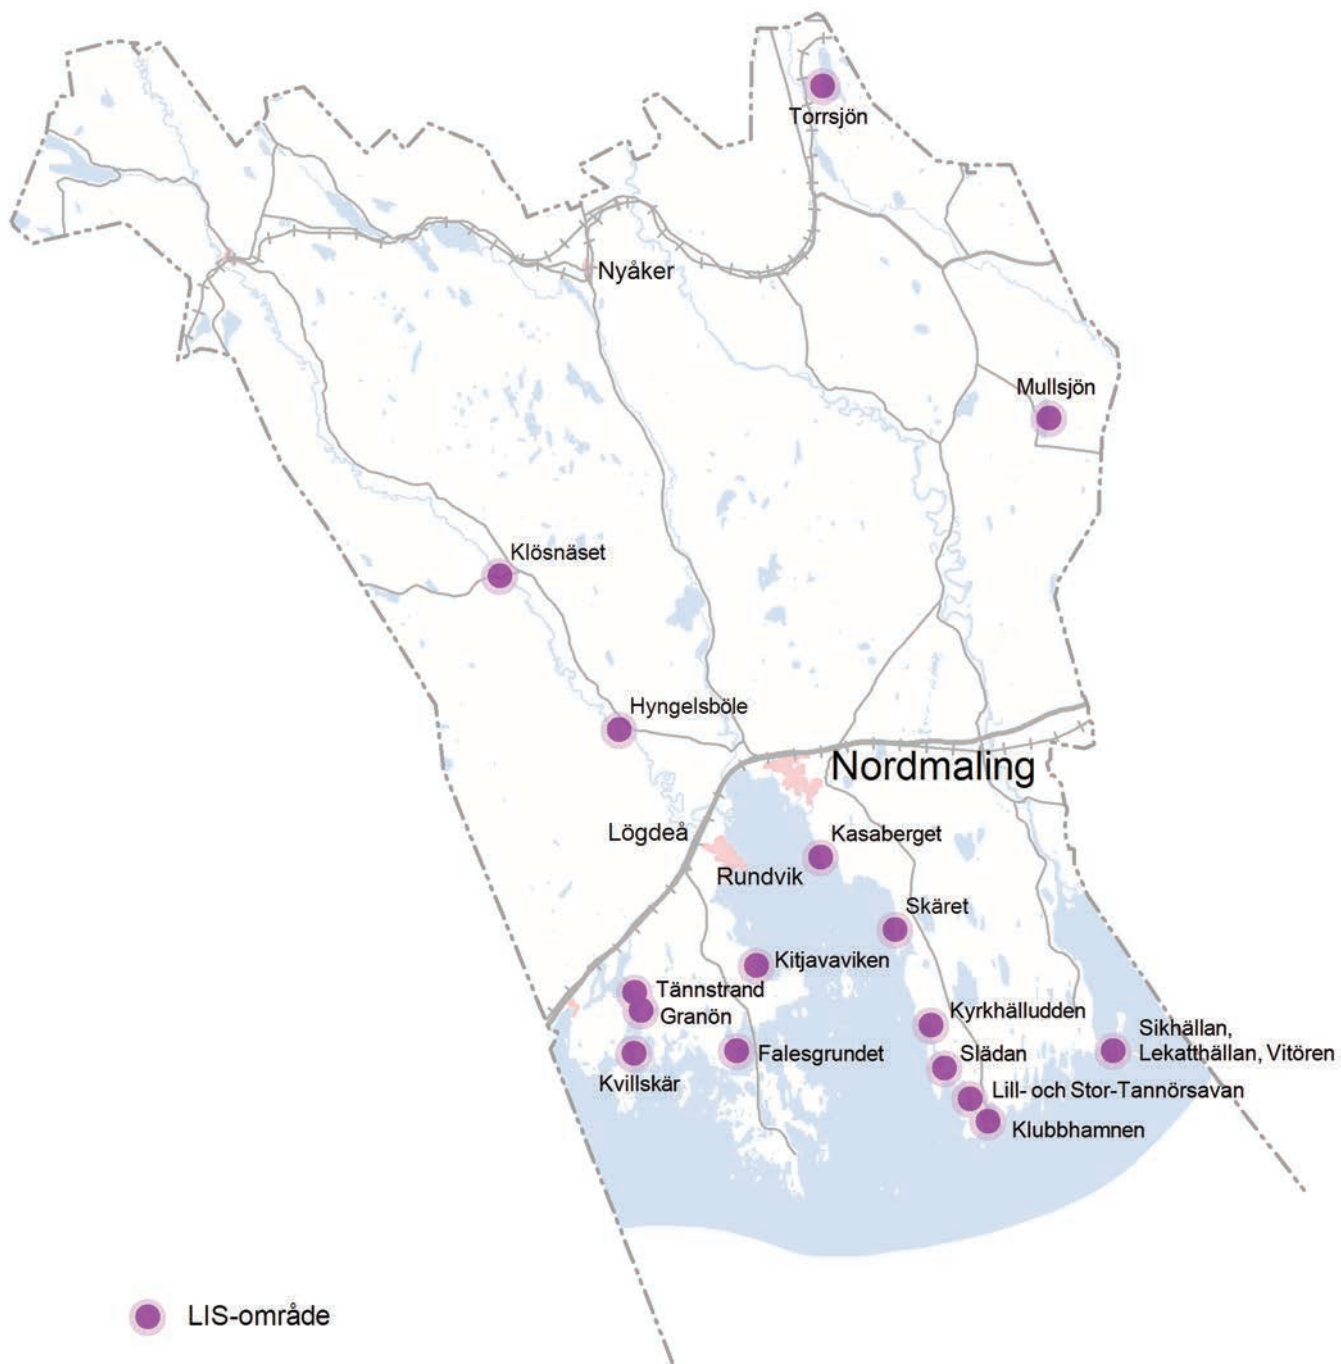 Torrsjön
Nyåker
Mullsjön
Klösnäset
Hyngelsböle
Nordmaling
Lögdeå
Kasaberget
Rundvik
Skäret
Kitjavaviken
Tännstrand
Granön
Kyrkhälludden
Sikhällan,
Lekatthällan, Vitören
Falesgrundet
Slädan
Kvillskär
Lill- och Stor-Tannörsavan
Klubbhamnen
LIS-område